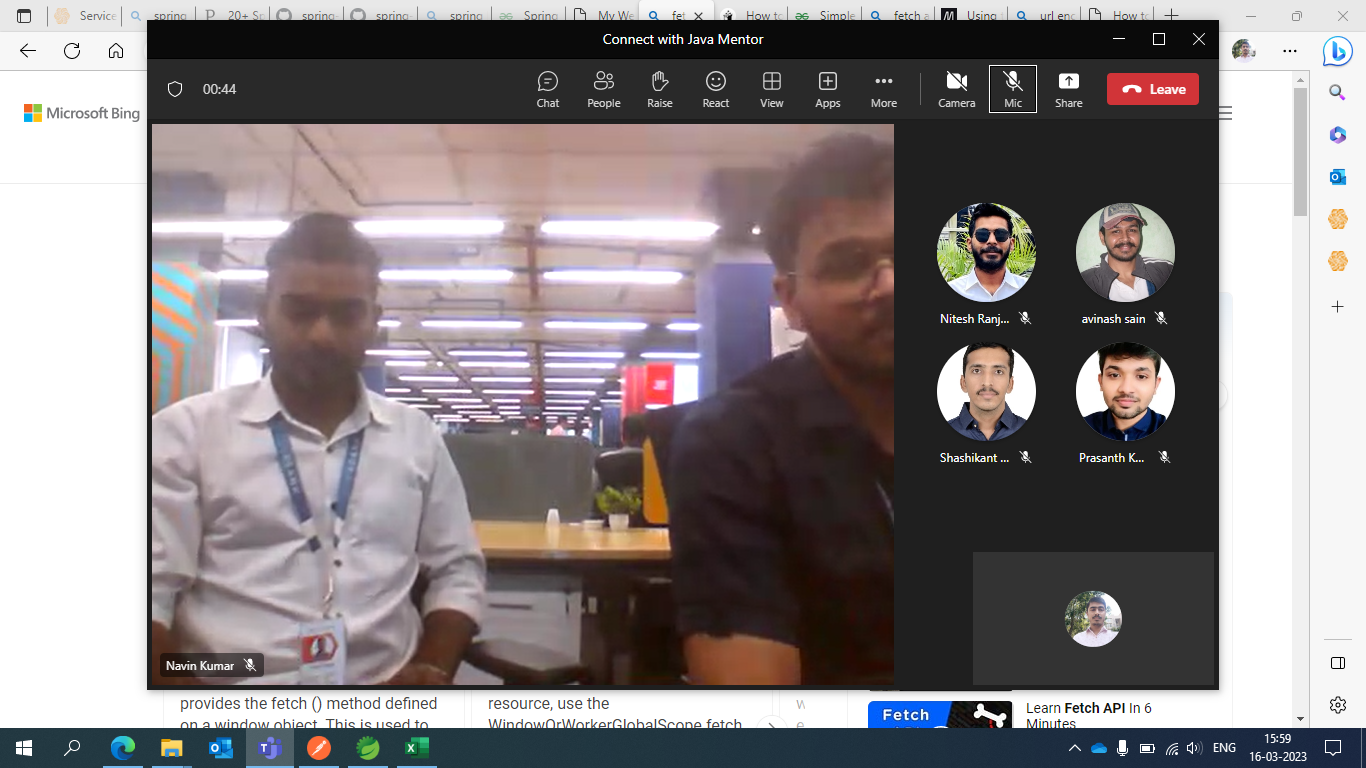 Service
spring
20+ S
spring-
spring-
spring
Spring
My We
fet
How to
Simple
fetch a
Using
url enc
How to
Connect with Java Mentor
00:44
Chat
People
Raise
React
View
Apps
More
Camera
Mic
Share
Leave
Microsoft Bing
Nitesh Ranj...
avinash sain
Shashikant ...
Prasanth K...
Navin Kumar
provides the fetch () method defined
on a window object. This is used to
resource, use the
WindowOrWorkerGlobalScope.fetch
Fetch
Learn Fetch API In 6
Minutes
ENG
15:59
16-03-2023